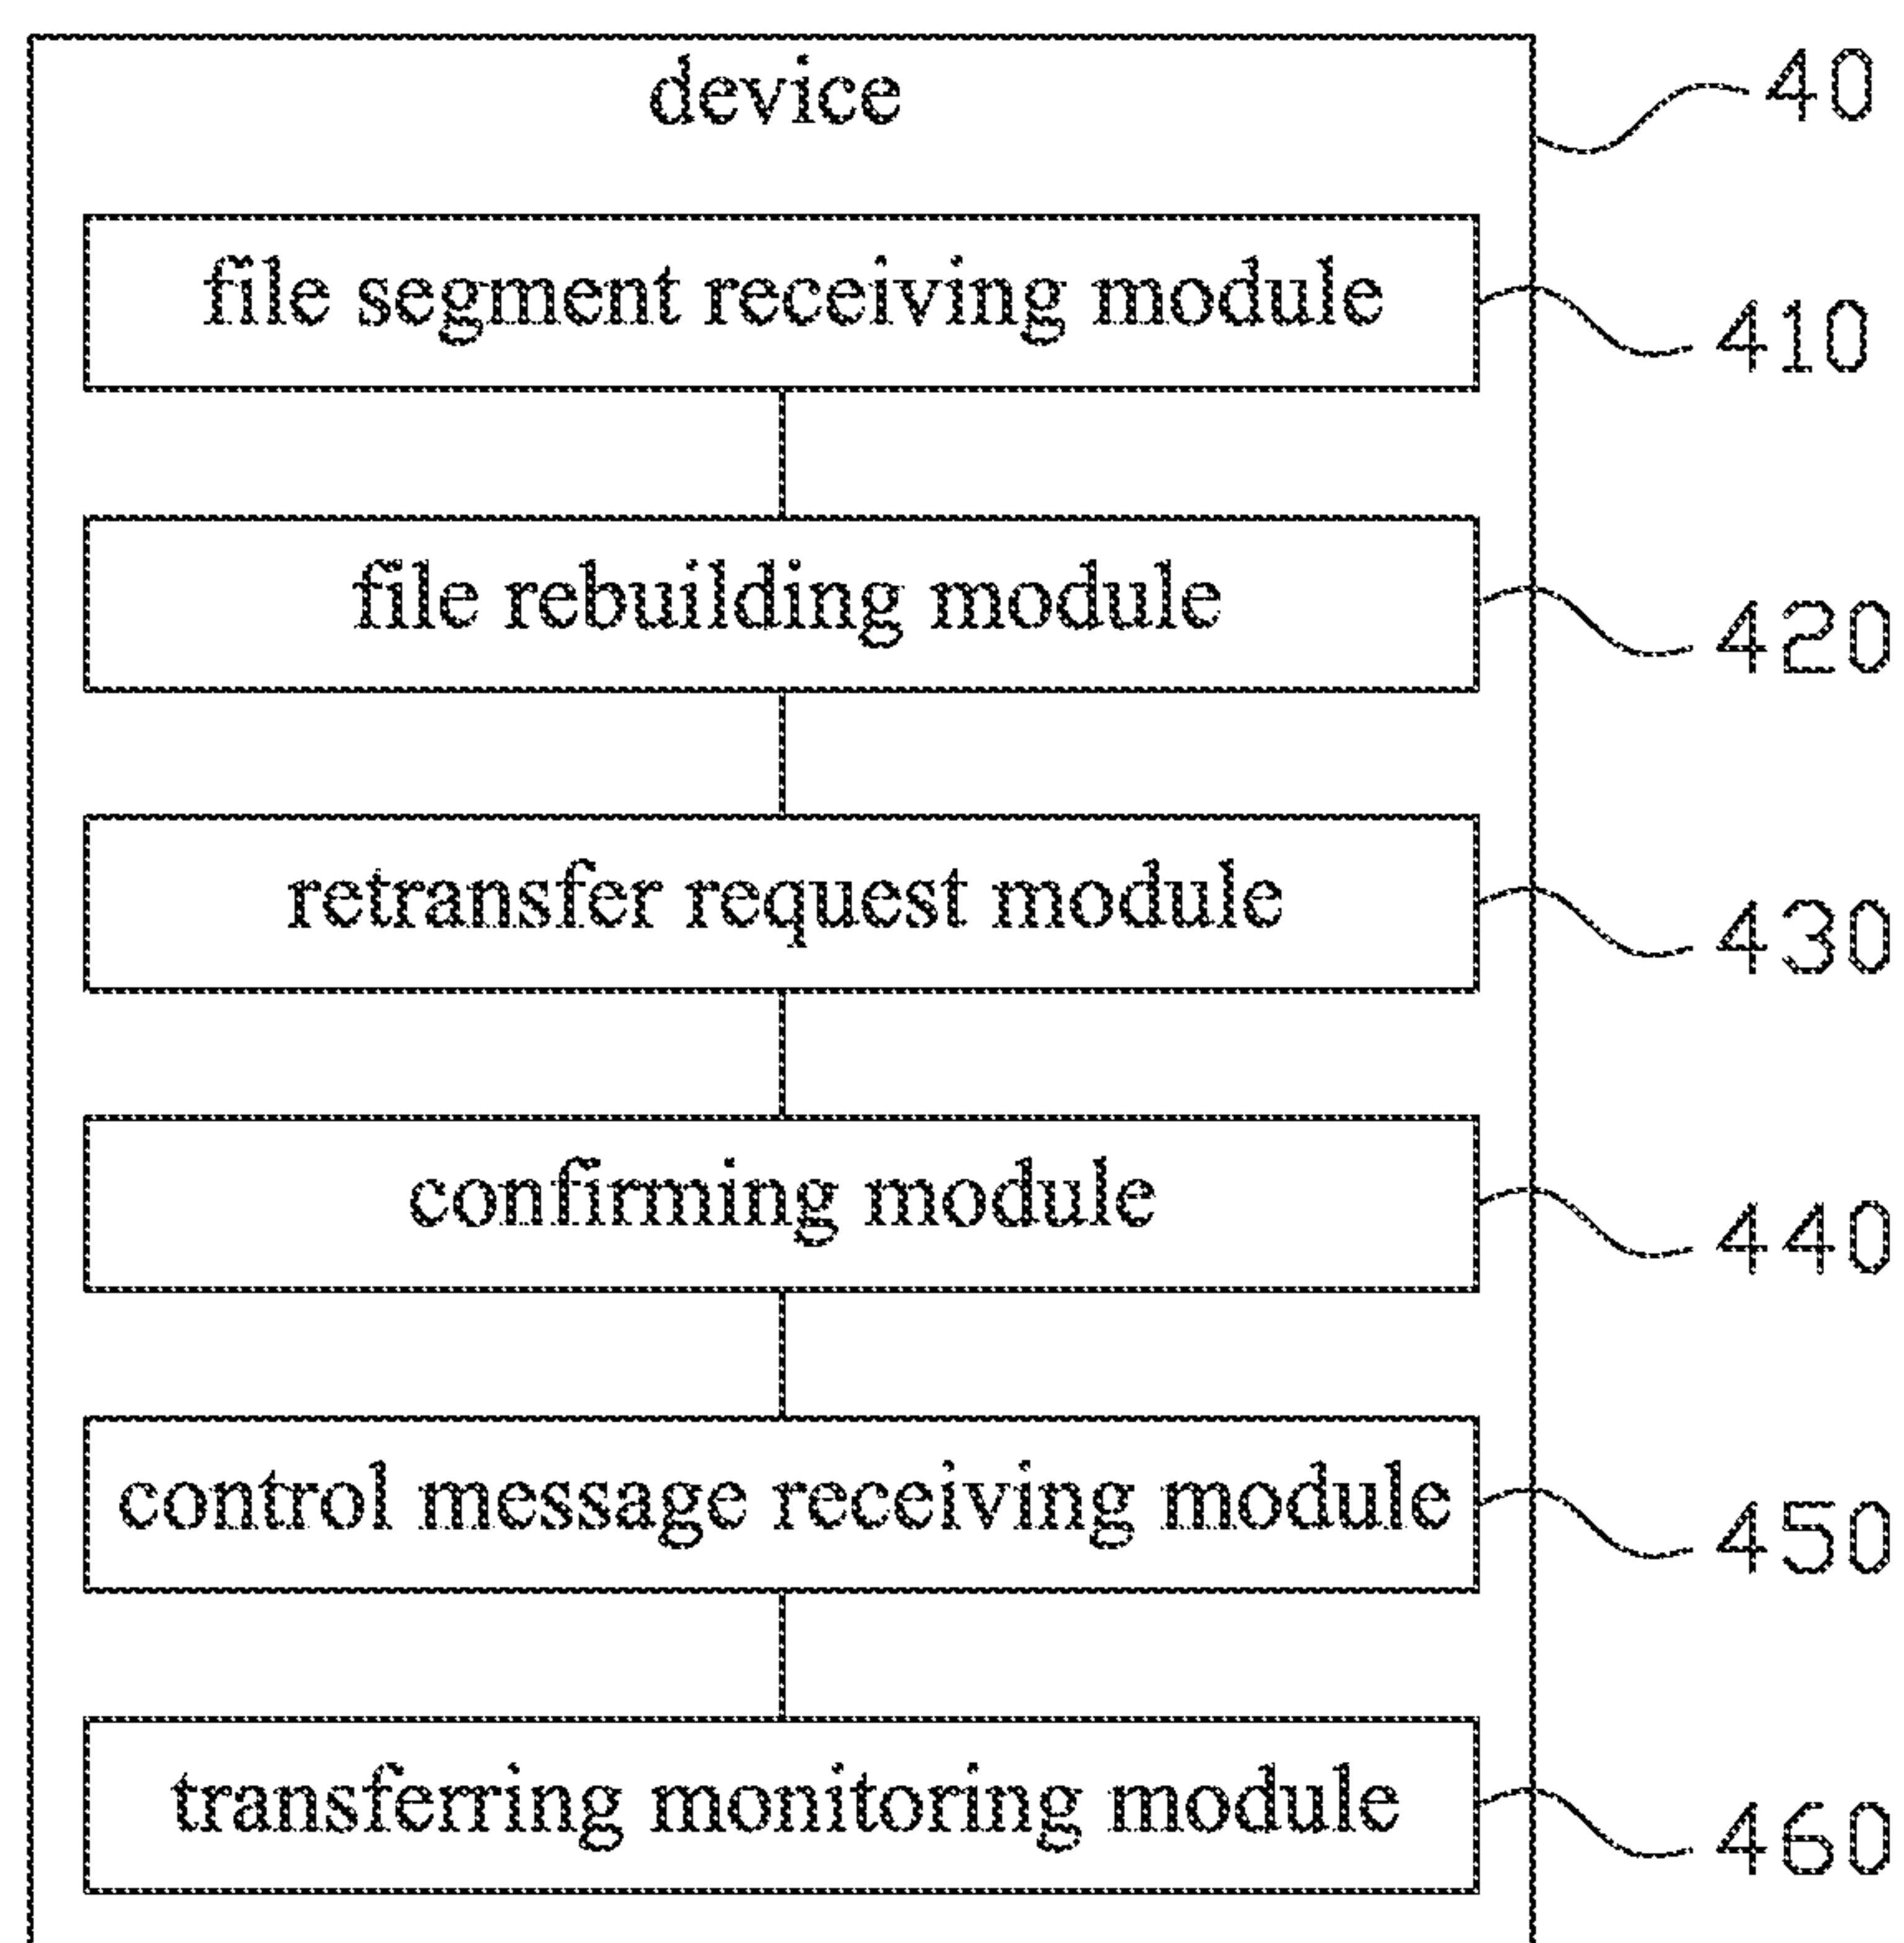 device
40
file segment receiving module
410
file rebuilding module
420
retransfer request module
430
confirming module
440
control message receiving module
450
transferring monitoring module
460